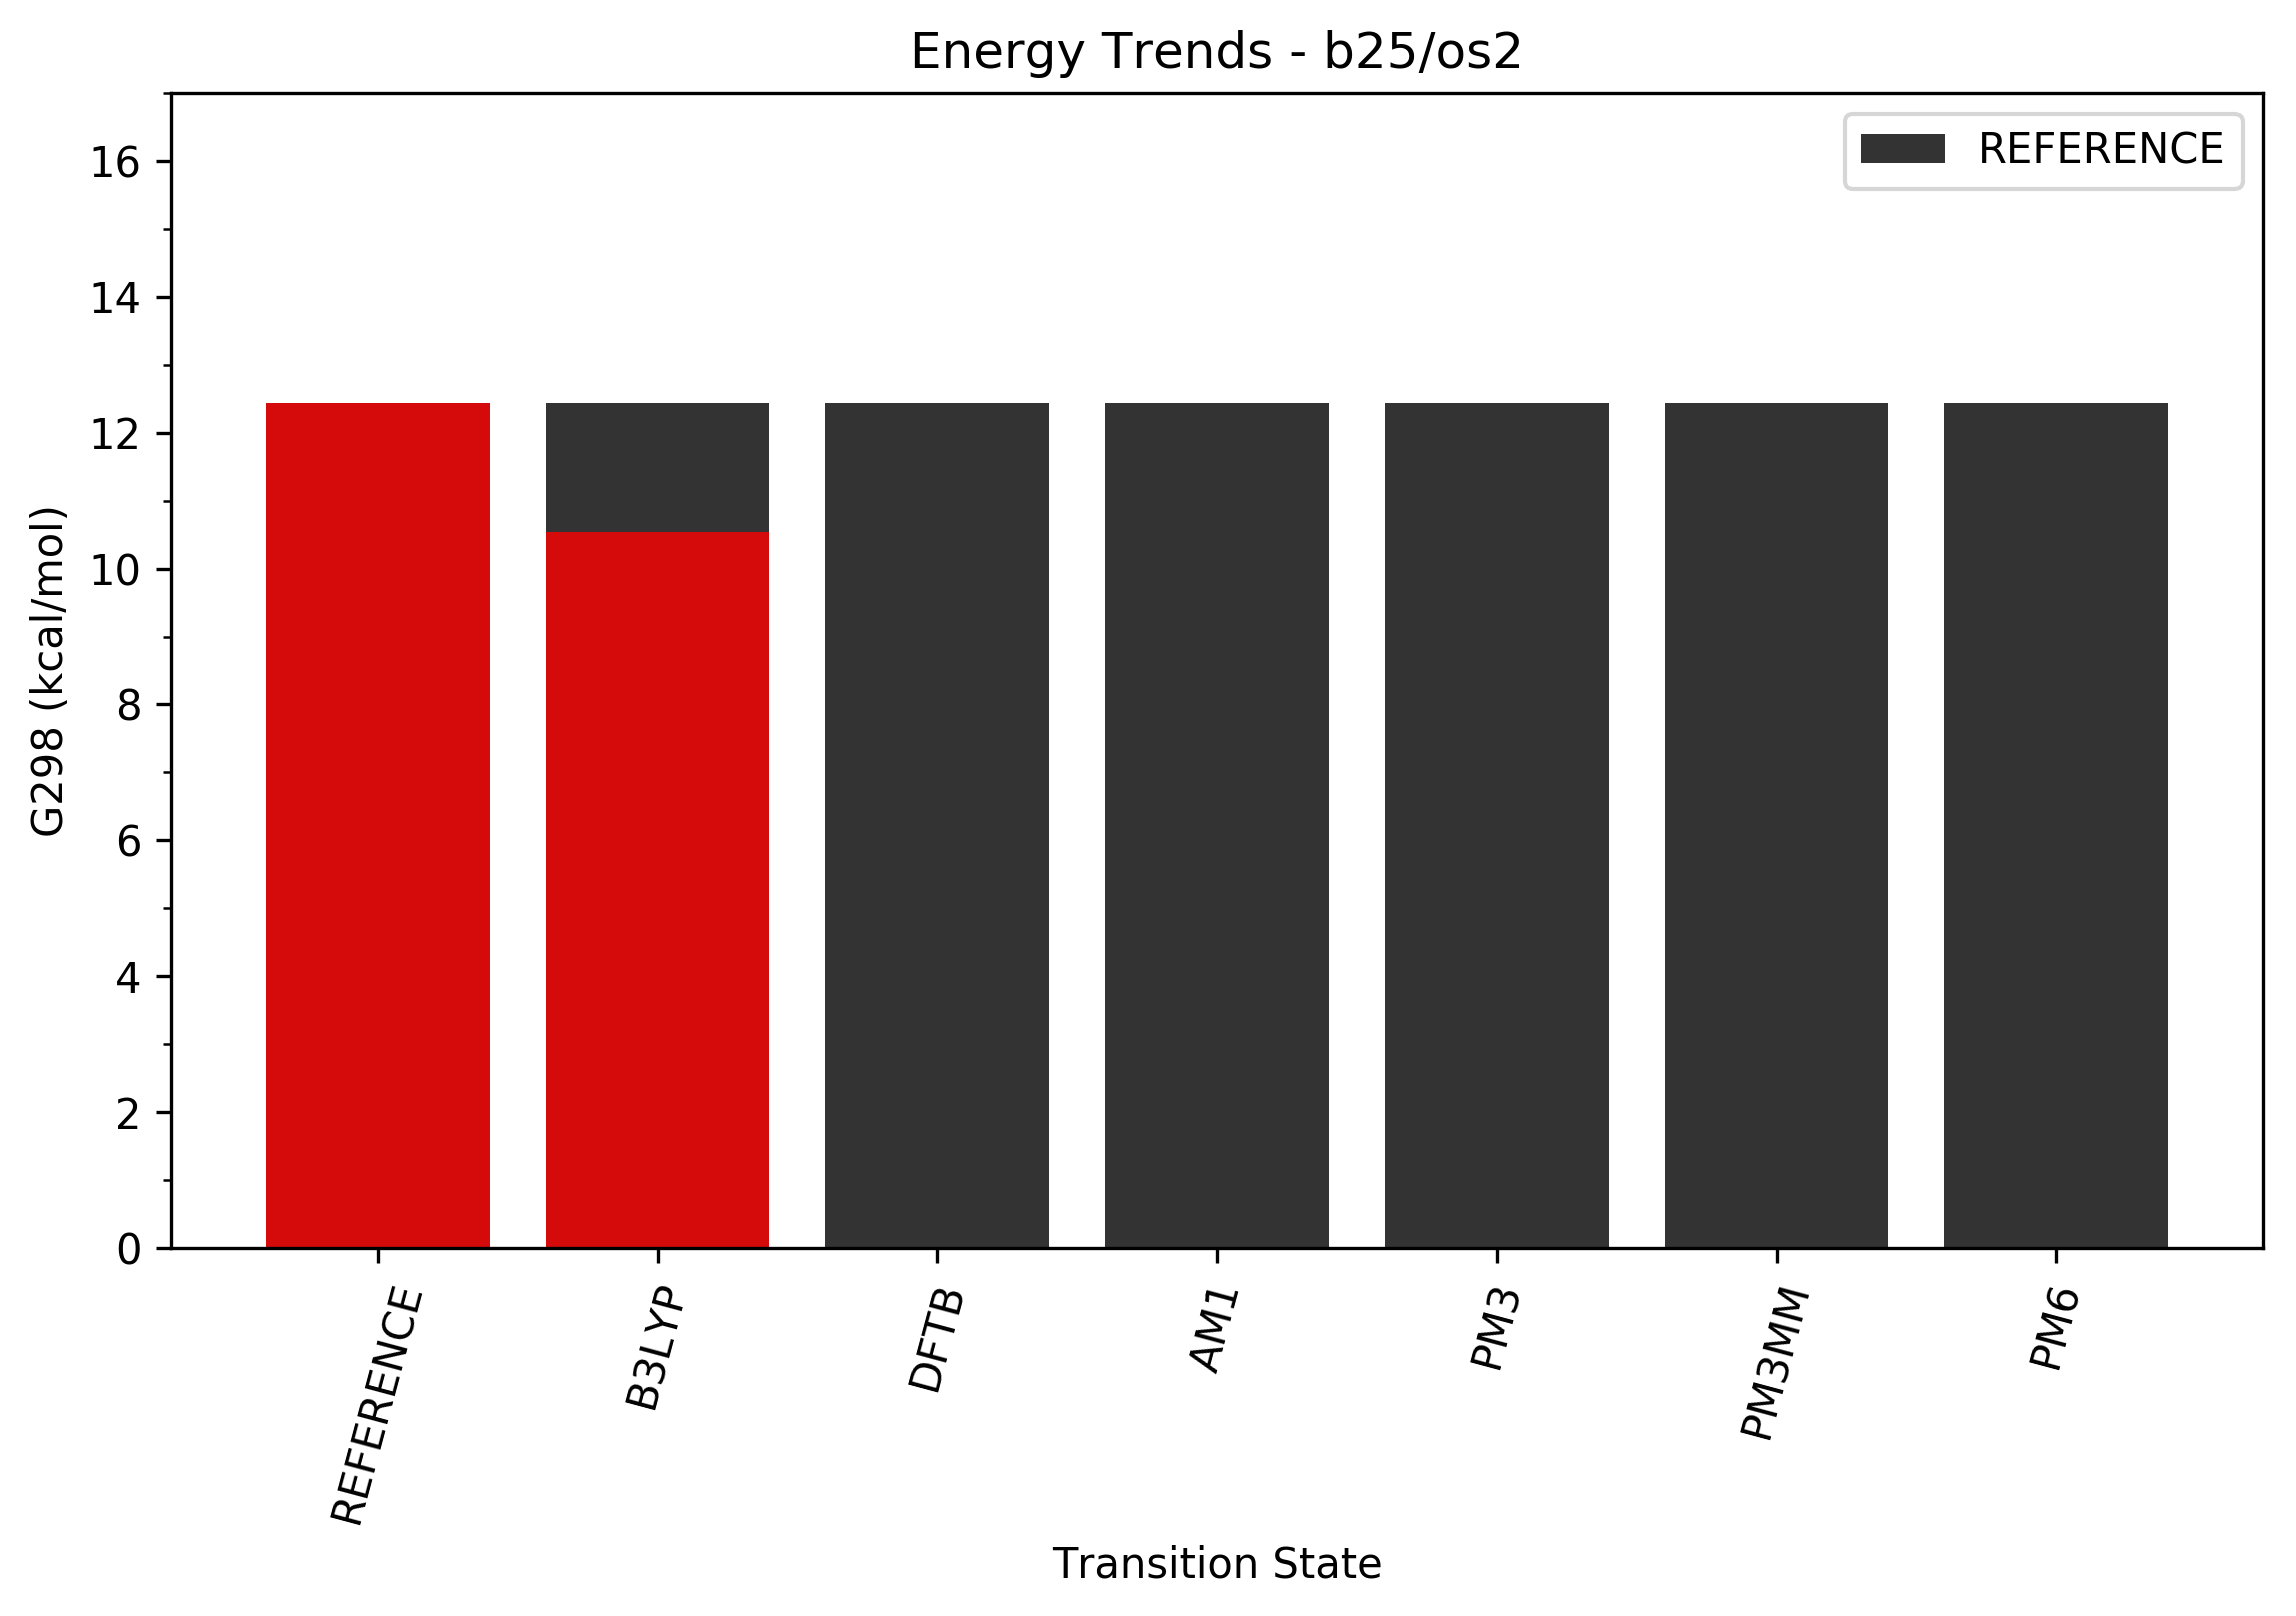 Energy Trends - b25/os2
REFERENCE
G298 (kcal/mol)
16
14
12
10
8
6
4
2
0
REFERENCE
B3LYP
DFTB
AM1
PM3
PM3MM
PM6
Transition State